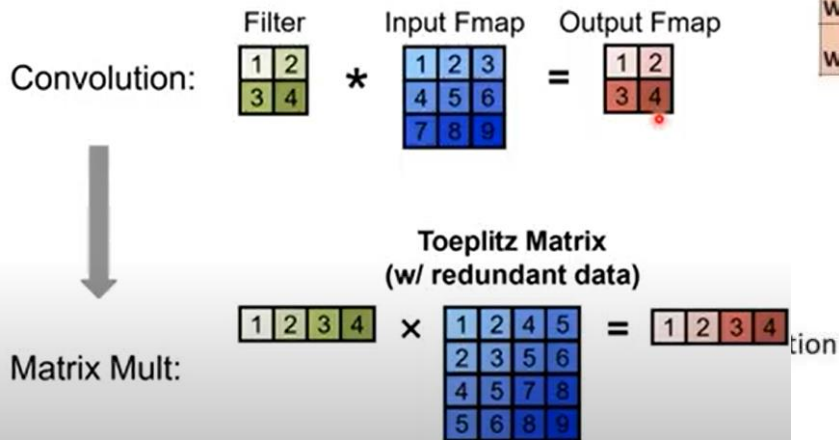 Filter Input Fmap Output Fmap
W
W
Convolution:
1 2
3 4
*
1 2 3
4 5 6
7 8 9
=
1 2
3 4
Toeplitz Matrix
(w/ redundant data)
Matrix Mult:
1 2 3 4
×
1 2 4 5
2 3 5 6
4 5 7 8
5 6 8 9
=
1 2 3 4
tion